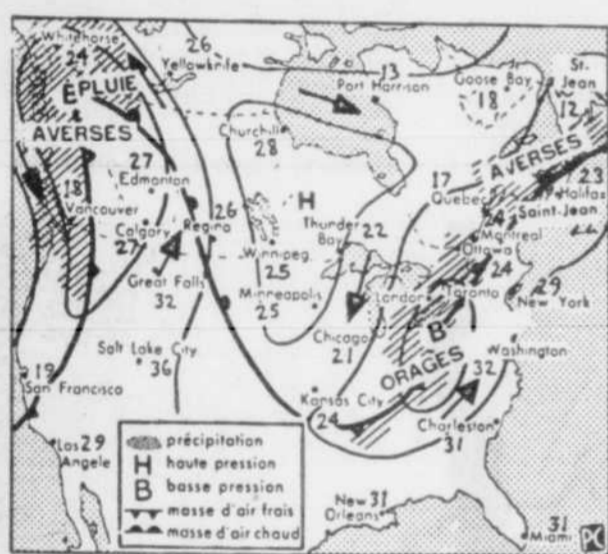 Whitehorse
24
26
Yellowknife
13
Port Harrison
Goose Bay
18
St.
Jean
12
PLUIE
AVERSES
Churchill
28
AVERSES
27
Edmonton
18
Vancouver
26
Regina
H
17
Quebec
23
Halifax
Saint-Jean
24
Montreal
Ottawa
Calgary
27
Thunder
Bay
22
Winnipeg
25
24
Great Falls
32
Minneapolis
25
London
Toronto
29
New York
Chicago
21
B
ORAGES
Washington
32
Salt Lake City
36
19
San Francisco
Kansas City
24
Charleston
31
Los 29
Angele
précipitation
H haute pression
B basse pression
masse d'air frais
masse d'air chaud
New 31
Orleans
31
Miami
PC